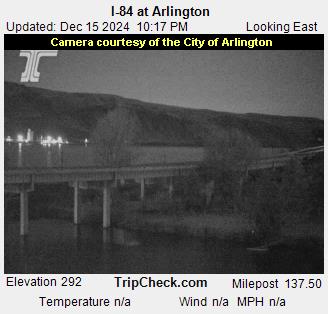 I-84 at Arlington
Updated: Dec 15 2024 10:17 PM Looking East
Camera courtesy of the City of Arlington
Elevation 292 TripCheck.com Milepost 137.50
Temperature n/a Wind n/a MPH n/a